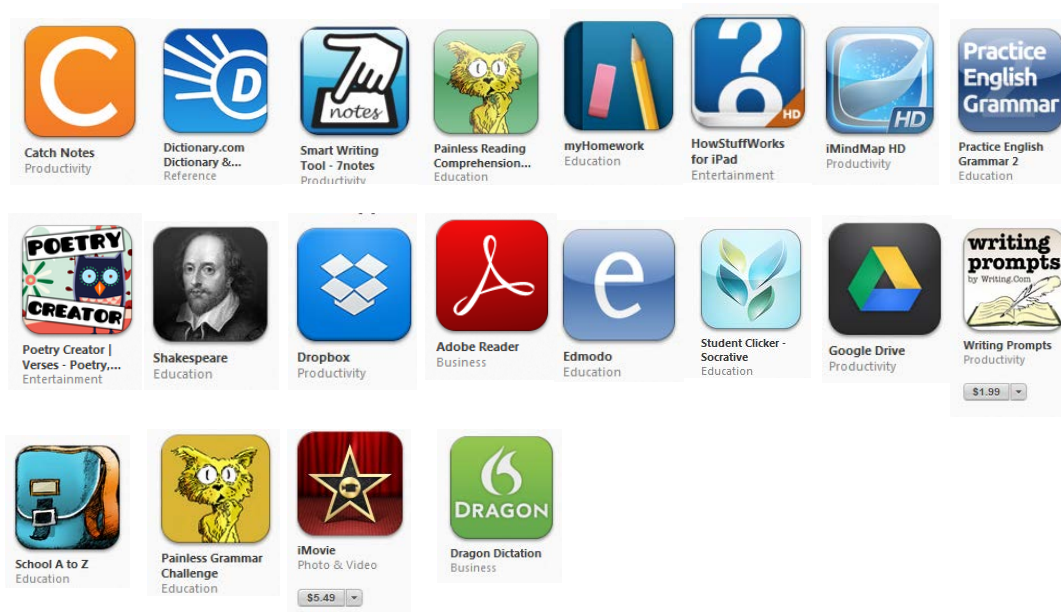 C
Catch Notes
Productivity
D
Dictionary.com
Dictionary &...
Reference
notes
Smart Writing
Tool - 7notes
Productivity
Painless Reading
Comprehension...
Education
myHomework
Education
?
HD
HowStuffWorks
for iPad
Entertainment
HD
iMindMap HD
Productivity
2
Practice
English
Grammar
Practice English
Grammar 2
Education
POETRY
CREATOR
Poetry Creator |
Verses - Poetry,...
Entertainment
Shakespeare
Education
Dropbox
Productivity
Adobe Reader
Business
e
Edmodo
Education
Student Clicker -
Socrative
Education
Google Drive
Productivity
writing
prompts
by Writing.Com
Writing Prompts
Productivity
$1.99
School A to Z
Education
Painless Grammar
Challenge
Education
iMovie
Photo & Video
$5.49
DRAGON
Dragon Dictation
Business